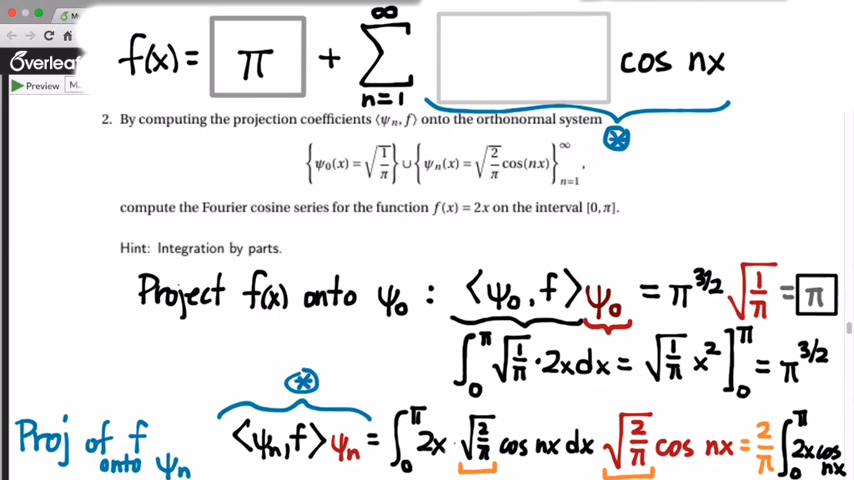 M
Overleaf
Preview
M.
f(x) = π + ∑_{n=1}^{∞} cos nx
2. By computing the projection coefficients ⟨ψₙ, f⟩ onto the orthonormal system
{ψ₀(x) = √(1/π)} ∪ {ψₙ(x) = √(2/π) cos(nx)}_{n=1}^{∞},
compute the Fourier cosine series for the function f(x) = 2x on the interval [0, π].
Hint: Integration by parts.
Project f(x) onto ψ₀ : ⟨ψ₀, f⟩ψ₀ = π^{3/2} √(1/π) = π
∫₀^π √(1/π) · 2x dx = √(1/π) x² ]₀^π = π^{3/2}
Proj of f onto ψₙ ⟨ψₙ, f⟩ψₙ = ∫₀^π 2x · √(2/π) cos nx dx √(2/π) cos nx = 2/π ∫₀^π 2x cos nx